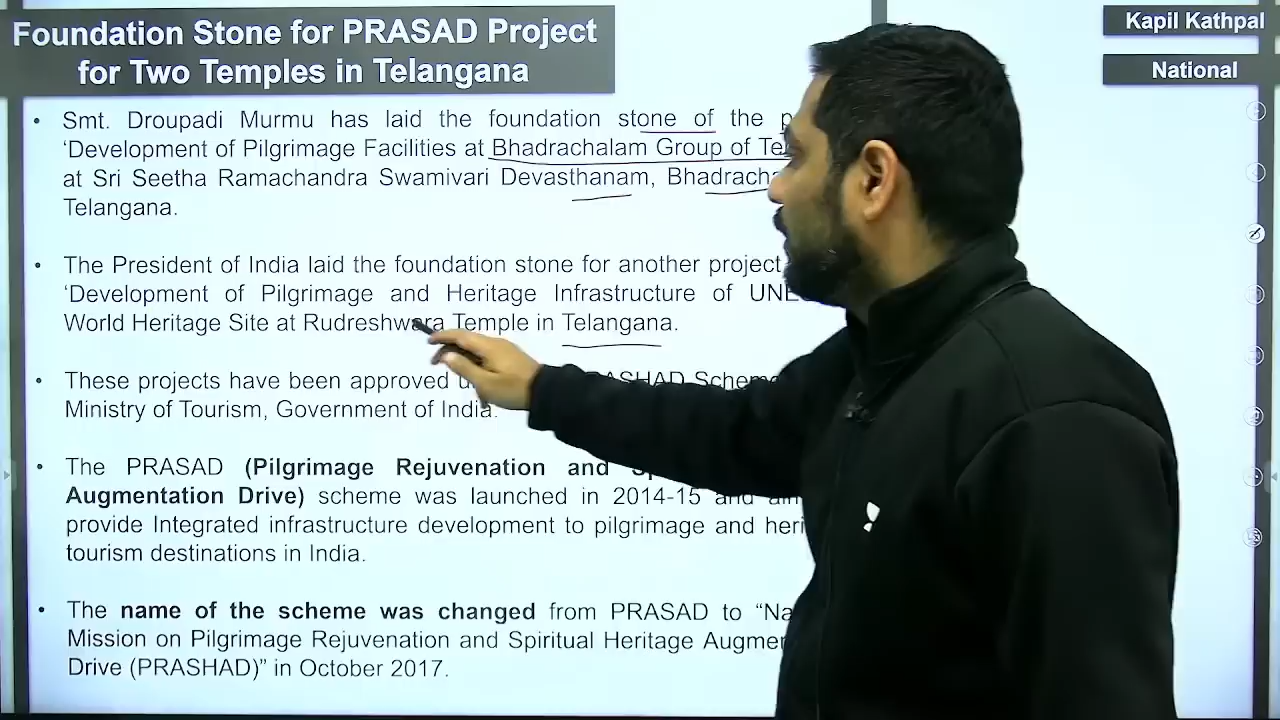 Foundation Stone for PRASAD Project
for Two Temples in Telangana
Kapil Kathpal
National
• Smt. Droupadi Murmu has laid the foundation stone of the
‘Development of Pilgrimage Facilities at Bhadrachalam Group of
at Sri Seetha Ramachandra Swamivari Devasthanam,
Telangana.
• The President of India laid the foundation stone for another project
‘Development of Pilgrimage and Heritage Infrastructure of
World Heritage Site at Rudreshwara Temple in Telangana.
• These projects have been approved
Ministry of Tourism, Government of India.
• The PRASAD (Pilgrimage Rejuvenation and
Augmentation Drive) scheme was launched in 2014-15 and
provide Integrated infrastructure development to pilgrimage and
tourism destinations in India.
• The name of the scheme was changed from PRASAD to
Mission on Pilgrimage Rejuvenation and Spiritual Heritage
Drive (PRASHAD)” in October 2017.